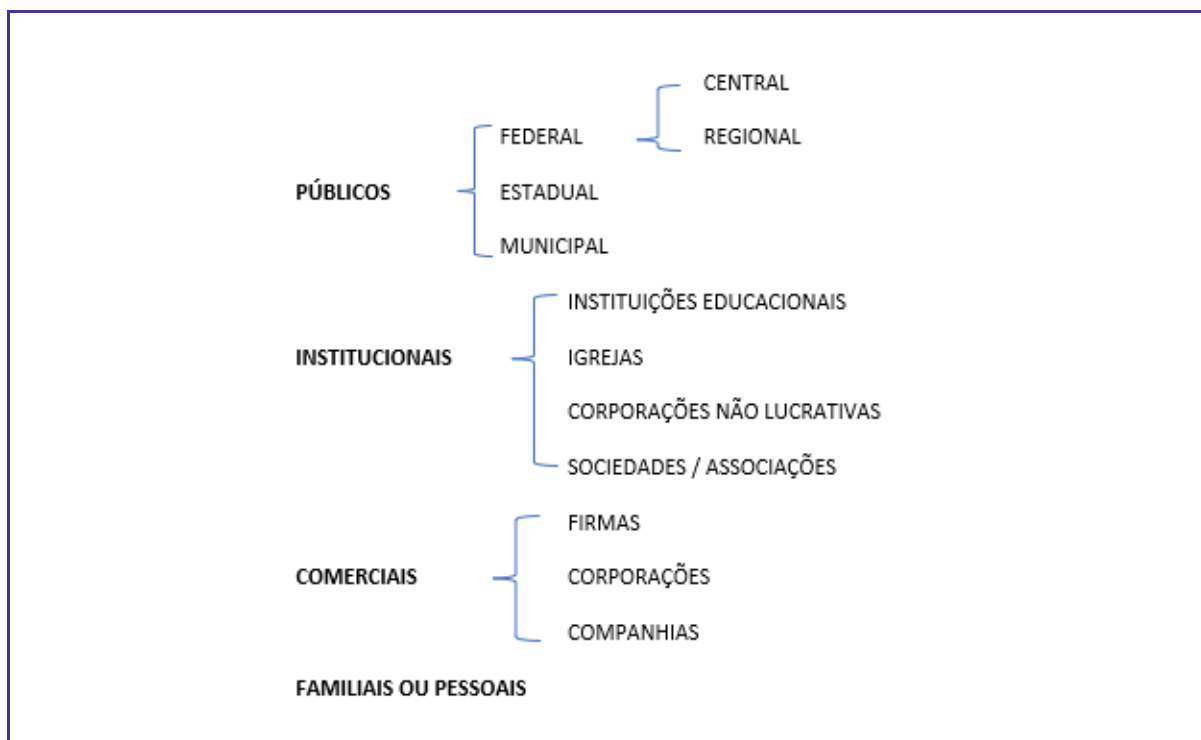 CENTRAL
FEDERAL
REGIONAL
PÚBLICOS
ESTADUAL
MUNICIPAL
INSTITUIÇÕES EDUCACIONAIS
INSTITUCIONAIS
IGREJAS
CORPORAÇÕES NÃO LUCRATIVAS
SOCIEDADES / ASSOCIAÇÕES
FIRMAS
COMERCIAIS
CORPORAÇÕES
COMPANHIAS
FAMILIAIS OU PESSOAIS